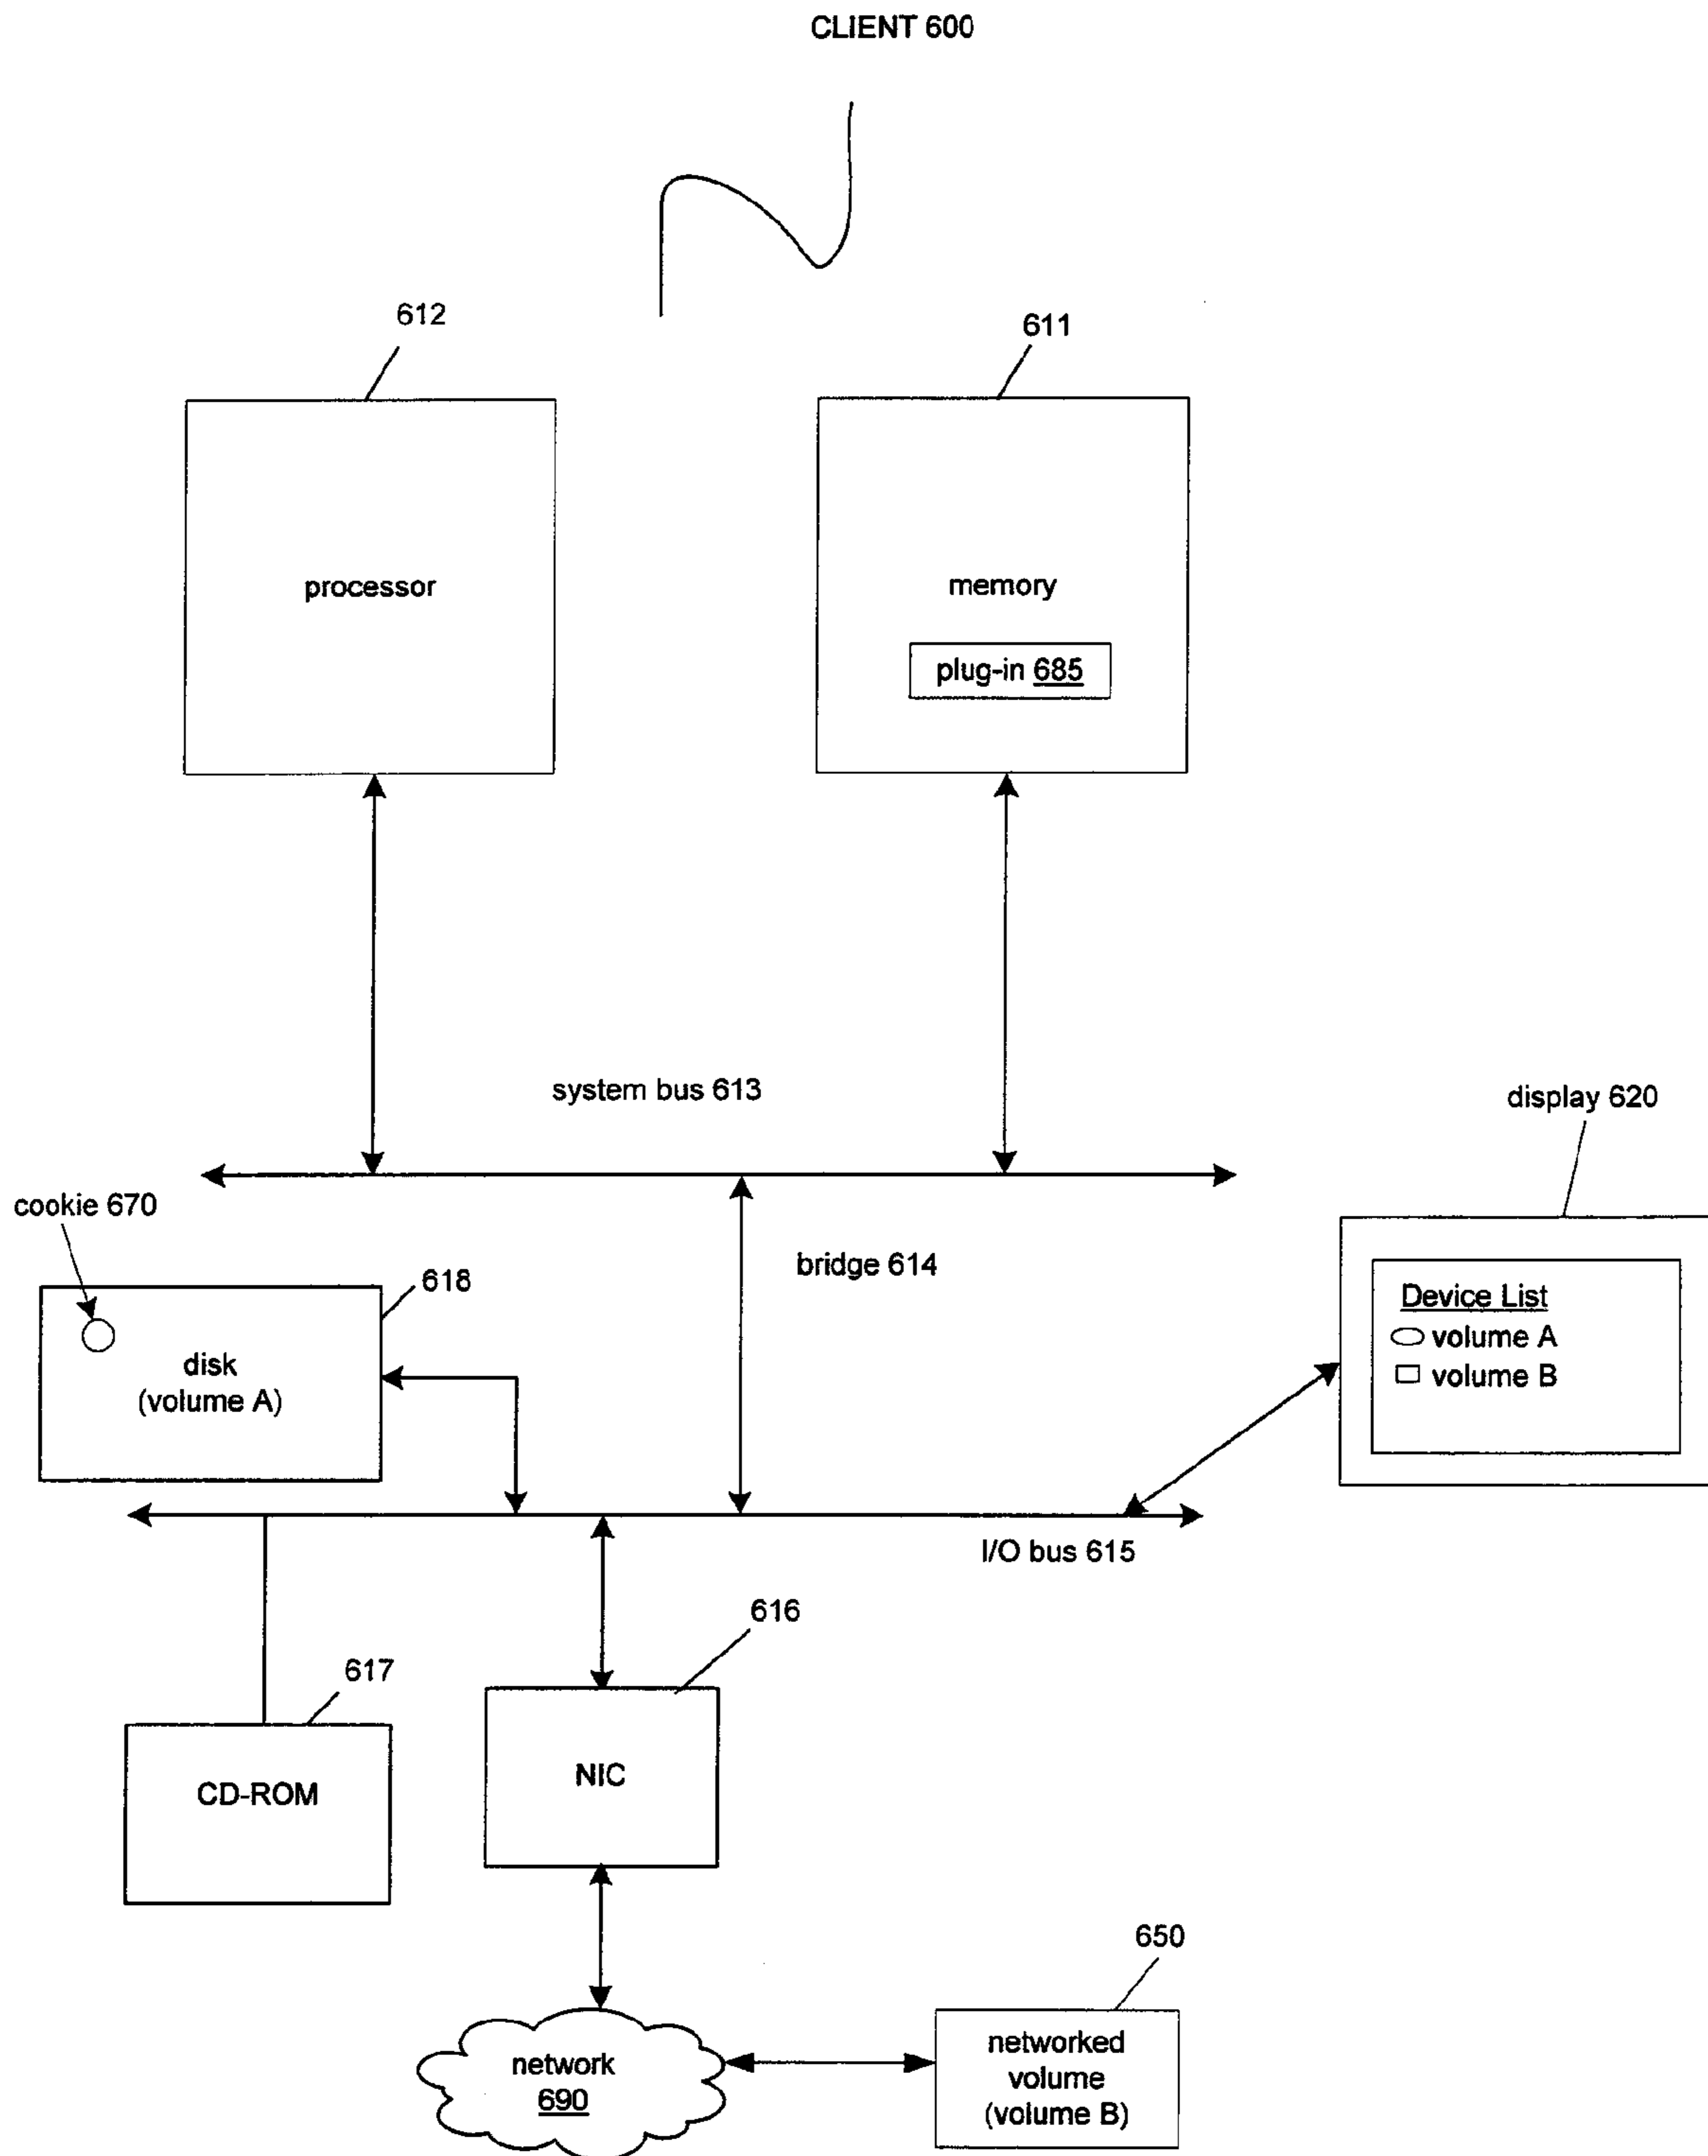 CLIENT 600
612
611
processor
memory
plug-in 685
system bus 613
display 620
cookie 670
bridge 614
618
Device List
volume A
volume B
disk
(volume A)
I/O bus 615
616
617
NIC
CD-ROM
650
networked
volume
(volume B)
network
690